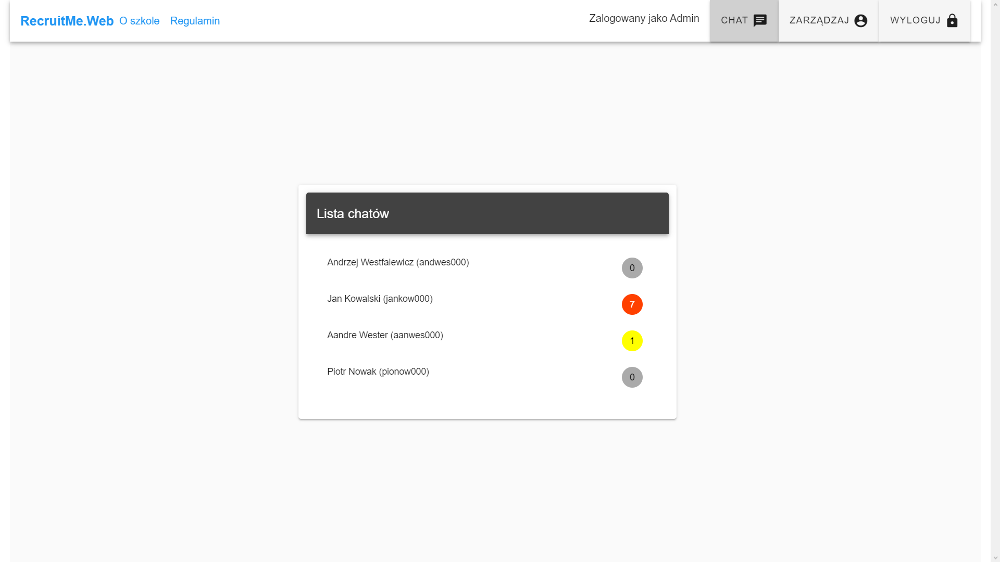 RecruitMe.Web O szkole Regulamin Zalogowany jako Admin CHAT ZARZĄDZAJ WYLOGUJ
Lista chatów
Andrzej Westfalewicz (andwes000) 0
Jan Kowalski (jankow000) 7
Aandre Wester (aanwes000) 1
Piotr Nowak (pionow000) 0